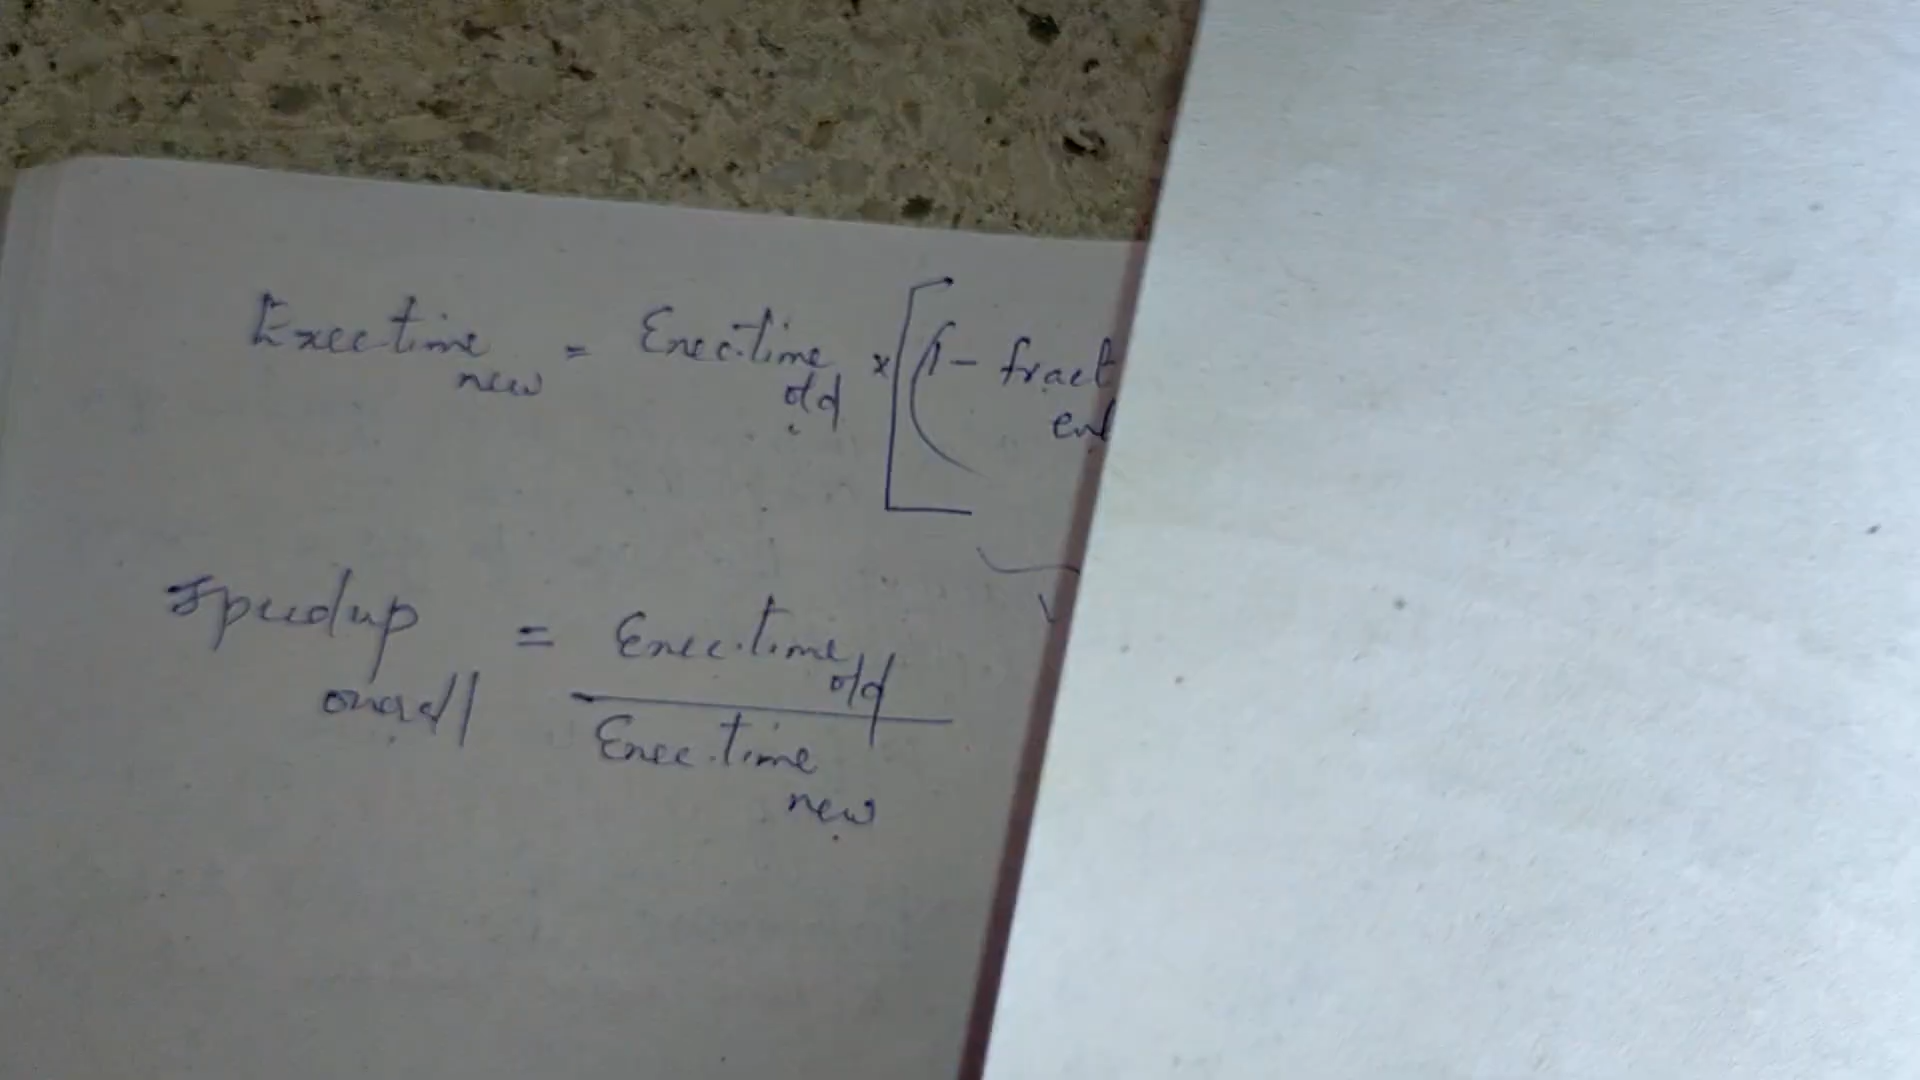 Exec.time new = Exec.time old x [(1 - fract
enh
Speedup overall = Exec.time old
Exec.time new